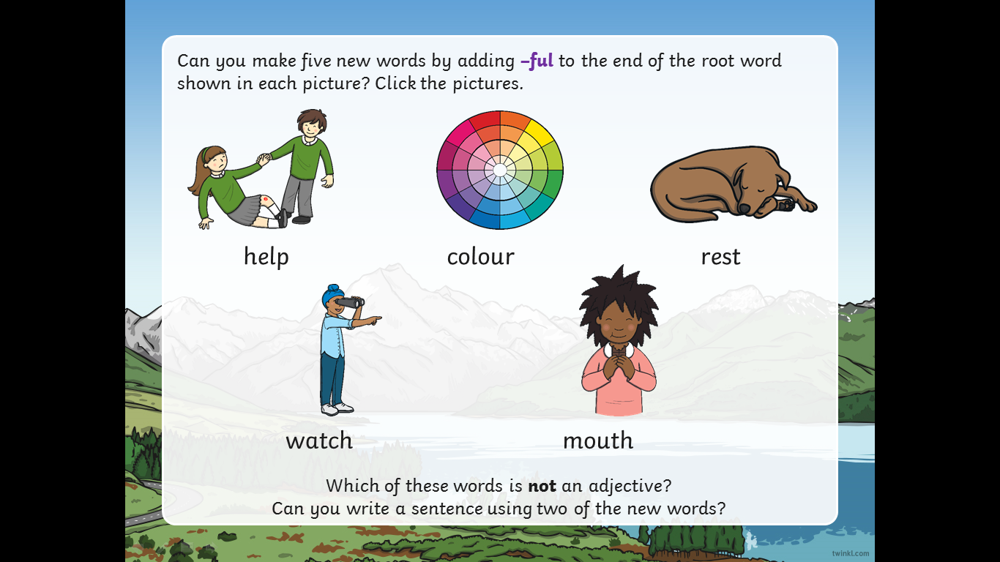 Can you make five new words by adding –ful to the end of the root word
shown in each picture? Click the pictures.
help
colour
rest
watch
mouth
Which of these words is not an adjective?
Can you write a sentence using two of the new words?
twinkl.com